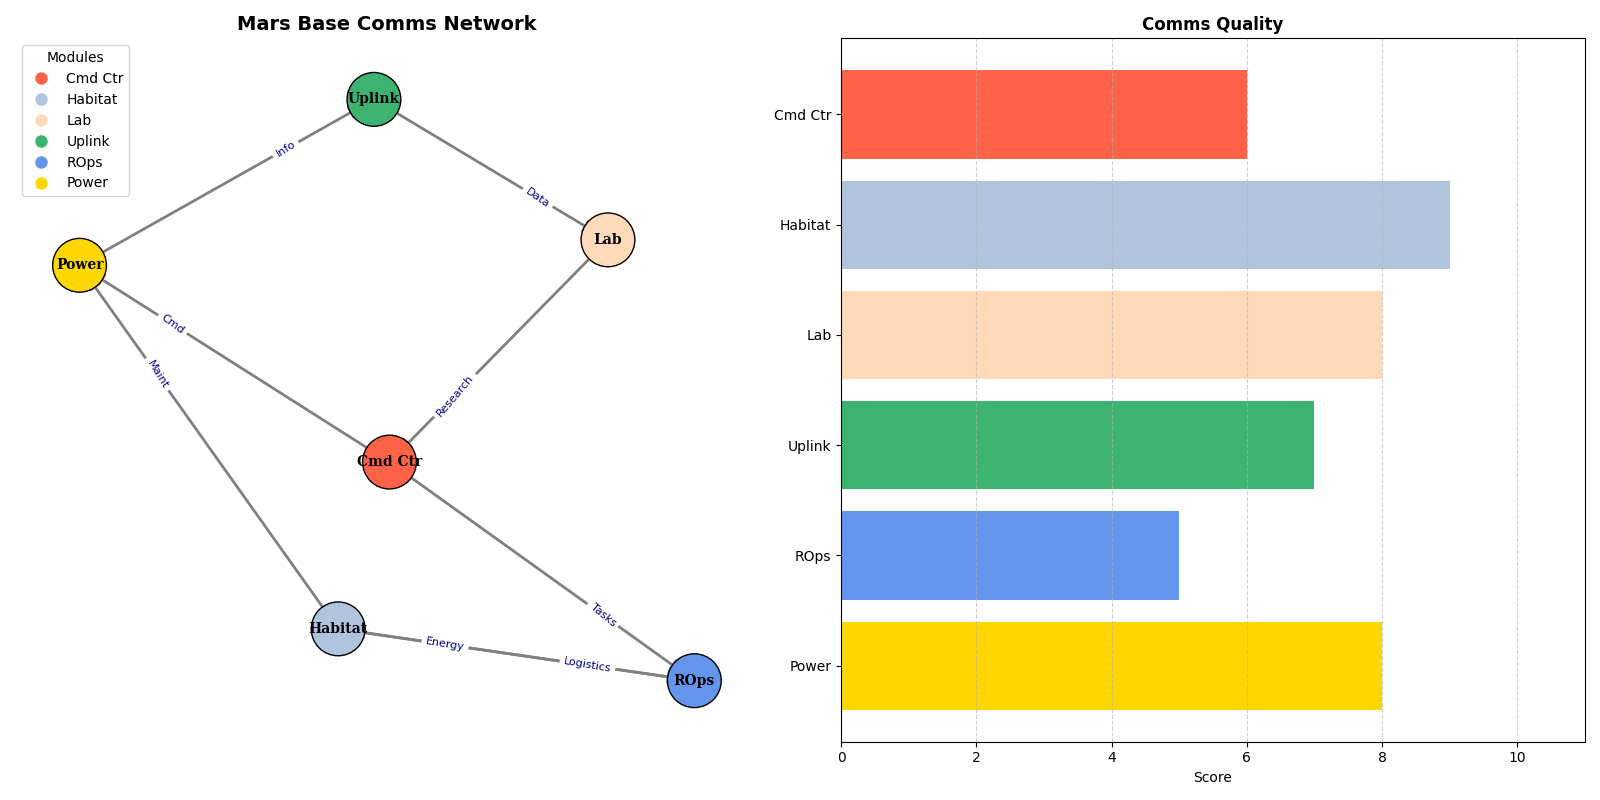 Mars Base Comms Network
Modules
Cmd Ctr
Habitat
Lab
Uplink
ROps
Power
Uplink
Info
Data
Lab
Power
Cmd
Maint
Research
Cmd Ctr
Tasks
Habitat
Energy
Logistics
ROps
Comms Quality
Cmd Ctr
Habitat
Lab
Uplink
ROps
Power
0 2 4 6 8 10
Score